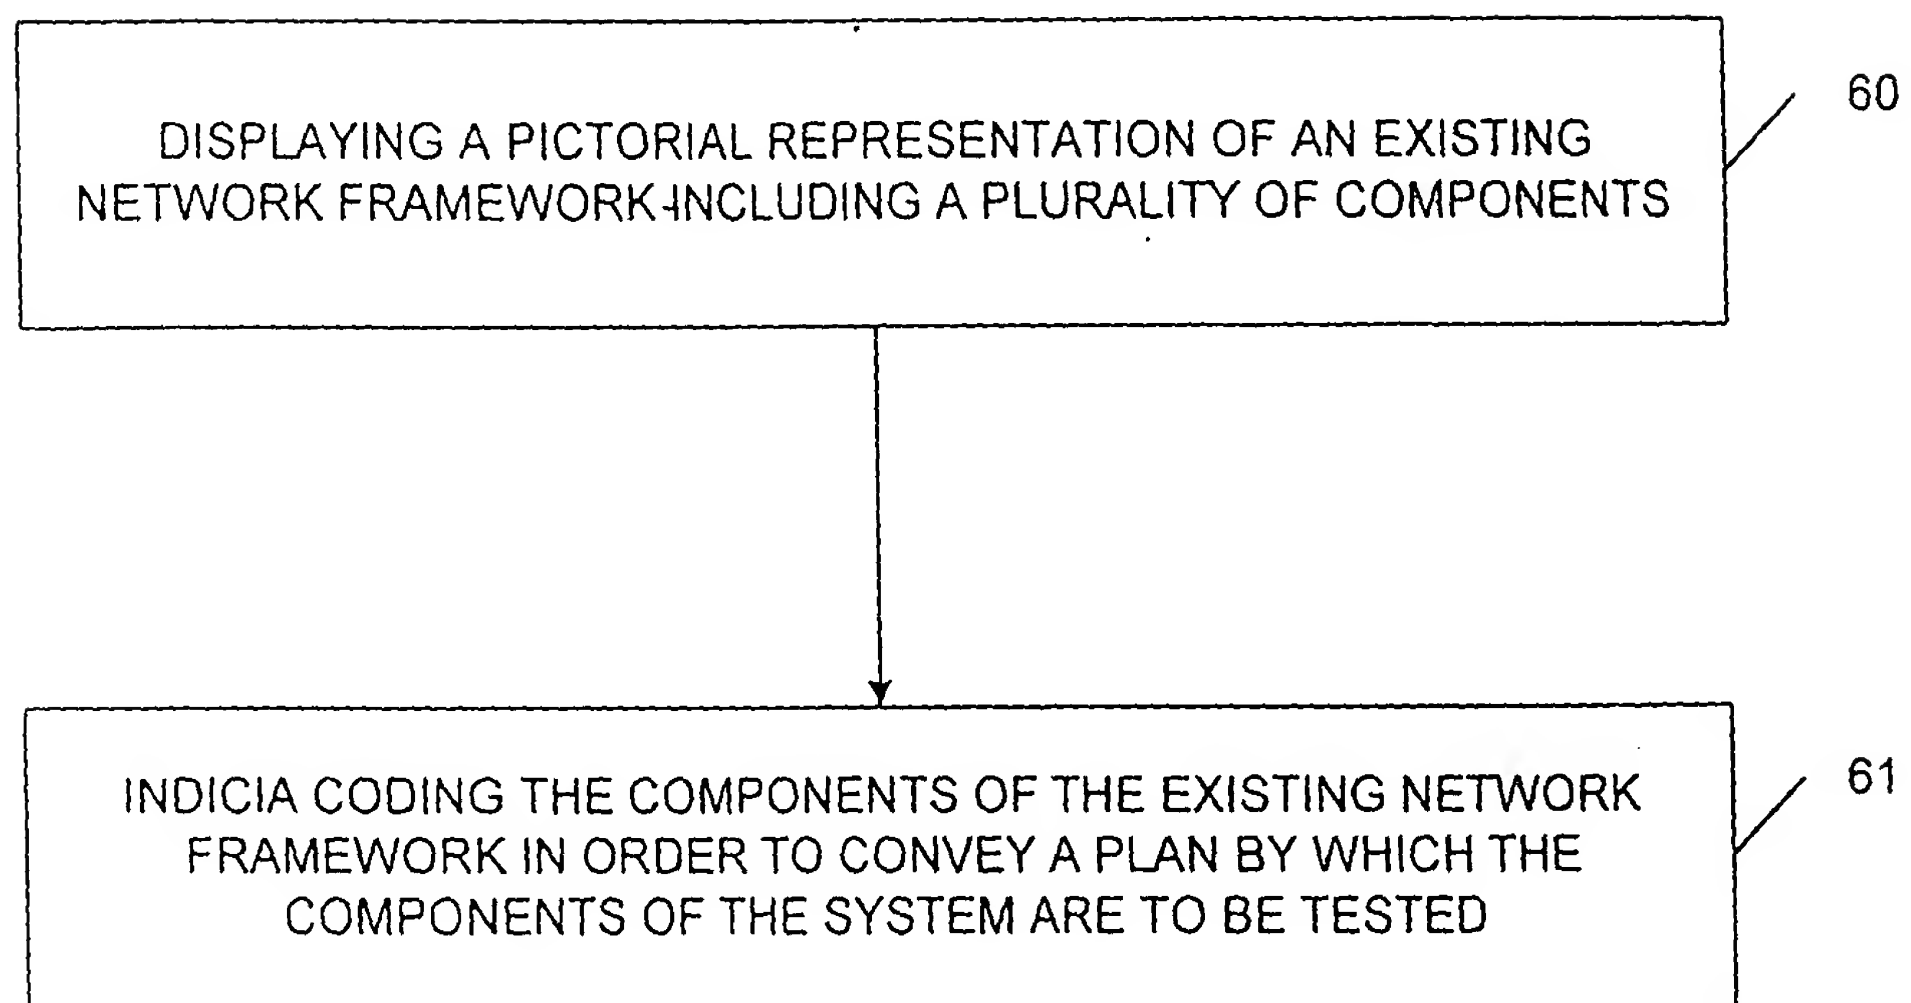 60
DISPLAYING A PICTORIAL REPRESENTATION OF AN EXISTING
NETWORK FRAMEWORK INCLUDING A PLURALITY OF COMPONENTS
61
INDICIA CODING THE COMPONENTS OF THE EXISTING NETWORK
FRAMEWORK IN ORDER TO CONVEY A PLAN BY WHICH THE
COMPONENTS OF THE SYSTEM ARE TO BE TESTED